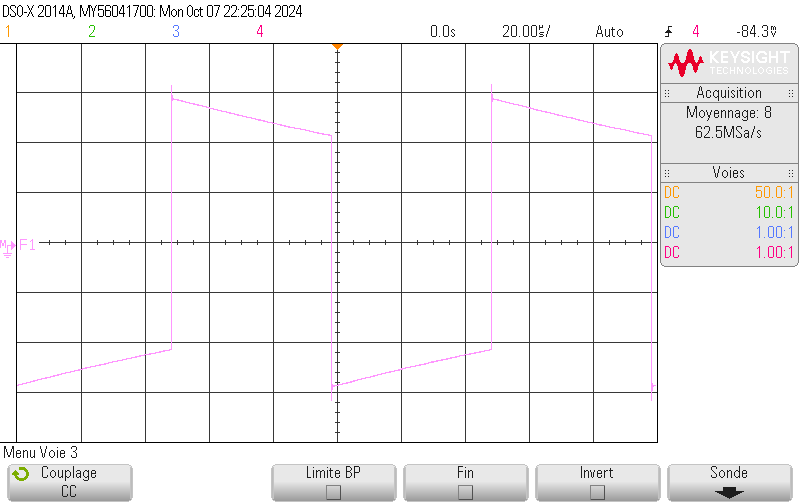 DSO-X 2014A, MY56041700: Mon Oct 07 22:25:04 2024
1 2 3 4 0.0s 20.00µs/ Auto 4 -84.3V
KEYSIGHT
TECHNOLOGIES
Acquisition
Moyennage: 8
62.5MSa/s
Voies
DC 50.0:1
DC 10.0:1
DC 1.00:1
DC 1.00:1
M F1
Menu Voie 3
Couplage
CC
Limite BP
Fin
Invert
Sonde